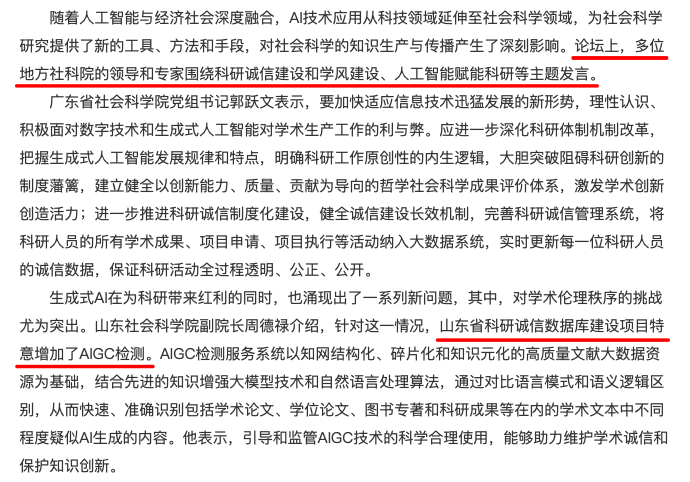 随着人工智能与经济社会深度融合，AI技术应用从科技领域延伸至社会科学领域，为社会科学
研究提供了新的工具、方法和手段，对社会科学的知识生产与传播产生了深刻影响。论坛上，多位
地方社科院的领导和专家围绕科研诚信建设和学风建设、人工智能赋能科研等主题发言。
广东省社会科学院党组书记郭跃文表示，要加快适应信息技术迅猛发展的新形势，理性认识、
积极面对数字技术和生成式人工智能对学术生产工作的利与弊。应进一步深化科研体制机制改革，
把握生成式人工智能发展规律和特点，明确科研工作原创性的内生逻辑，大胆突破阻碍科研创新的
制度藩篱，建立健全以创新能力、质量、贡献为导向的哲学社会科学成果评价体系，激发学术创新
创造活力；进一步推进科研诚信制度化建设，健全诚信建设长效机制，完善科研诚信管理系统，将
科研人员的所有学术成果、项目申请、项目执行等活动纳入大数据系统，实时更新每一位科研人员
的诚信数据，保证科研活动全过程透明、公正、公开。
生成式AI在为科研带来红利的同时，也涌现出了一系列新问题，其中，对学术伦理秩序的挑战
尤为突出。山东社会科学院副院长周德禄介绍，针对这一情况，山东省科研诚信数据库建设项目特
意增加了AIGC检测。AIGC检测服务系统以知网结构化、碎片化和知识元化的高质量文献大数据资
源为基础，结合先进的知识增强大模型技术和自然语言处理算法，通过对比语言模式和语义逻辑区
别，从而快速、准确识别包括学术论文、学位论文、图书专著和科研成果等在内的学术文本中不同
程度疑似AI生成的内容。他表示，引导和监管AIGC技术的科学合理使用，能够助力维护学术诚信和
保护知识创新。